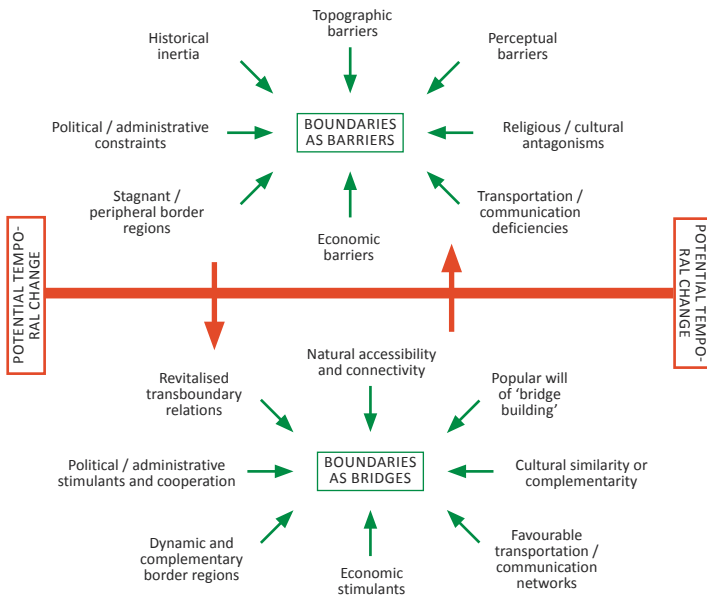 Topographic
barriers
Historical
inertia
Perceptual
barriers
Political / administrative
constraints
BOUNDARIES
AS BARRIERS
Religious / cultural
antagonisms
Stagnant /
peripheral border
regions
Economic
barriers
Transportation /
communication
deficiencies
POTENTIAL TEMPO-
RAL CHANGE
POTENTIAL TEMPO-
RAL CHANGE
Natural accessibility
and connectivity
Revitalised
transboundary
relations
Popular will
of ‘bridge
building’
Political / administrative
stimulants and cooperation
BOUNDARIES
AS BRIDGES
Cultural similarity or
complementarity
Dynamic and
complementary
border regions
Economic
stimulants
Favourable
transportation /
communication
networks